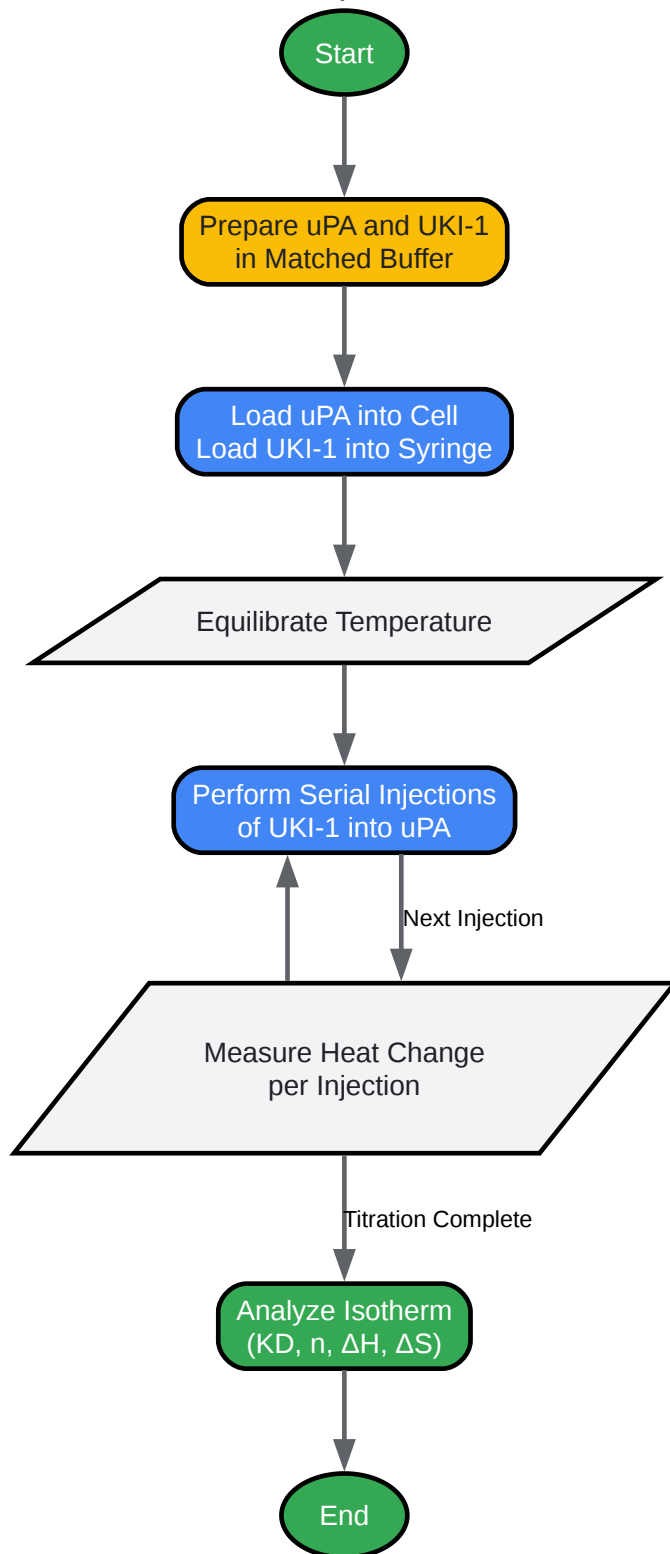 Start
Prepare uPA and UKI-1
in Matched Buffer
Load uPA into Cell
Load UKI-1 into Syringe
Equilibrate Temperature
Perform Serial Injections
of UKI-1 into uPA
Next Injection
Measure Heat Change
per Injection
Titration Complete
Analyze Isotherm
(KD, n, ΔH, ΔS)
End